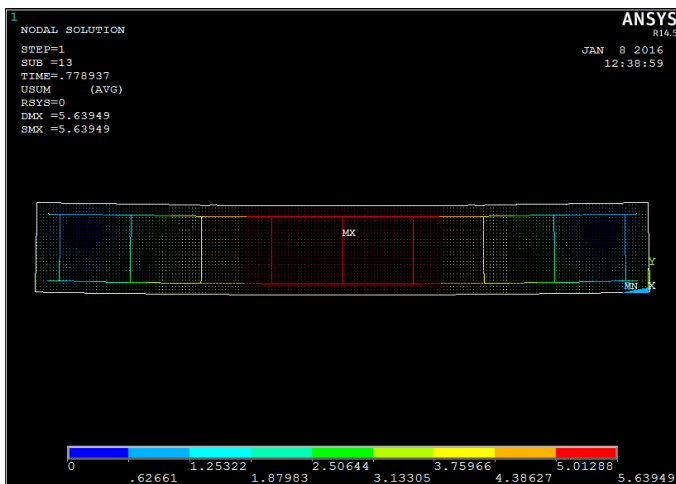 1
ANSYS
R14.5
NODAL SOLUTION
STEP=1
SUB =13
TIME=.778937
USUM (AVG)
RSYS=0
DMX =5.63949
SMX =5.63949
JAN 8 2016
12:38:59
MX
Y
MN X
0 1.25322 2.50644 3.75966 5.01288
.62661 1.87983 3.13305 4.38627 5.63949